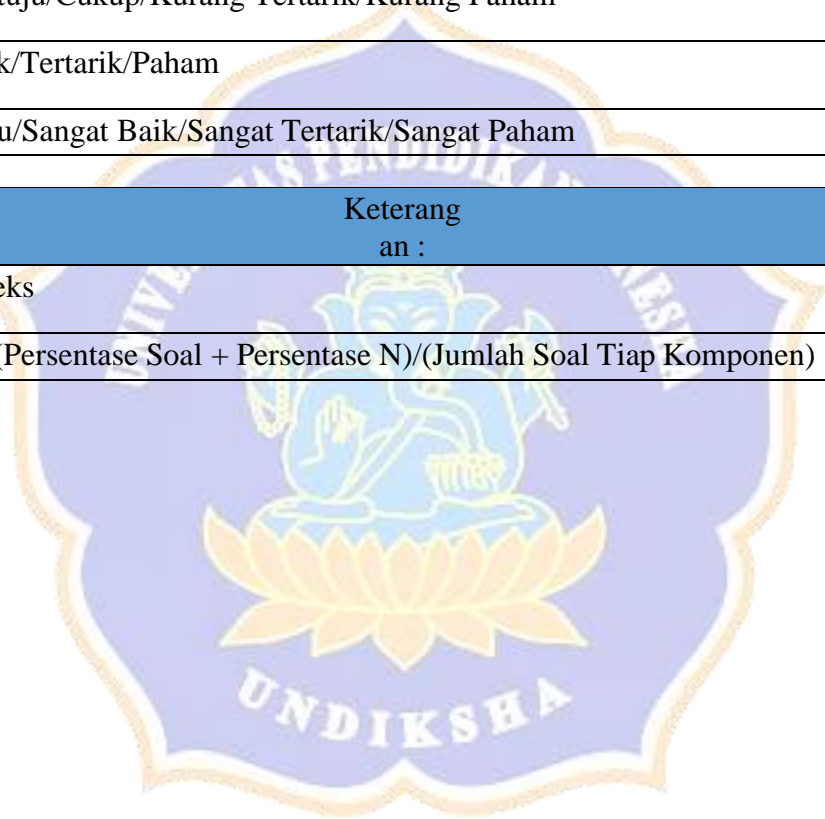 tuju/Cukup/Kurang Tertarik/Kurang Paham
k/Tertarik/Paham
u/Sangat Baik/Sangat Tertarik/Sangat Paham
Keterang
an :
eks
(Persentase Soal + Persentase N)/(Jumlah Soal Tiap Komponen)
UNDIKSHA